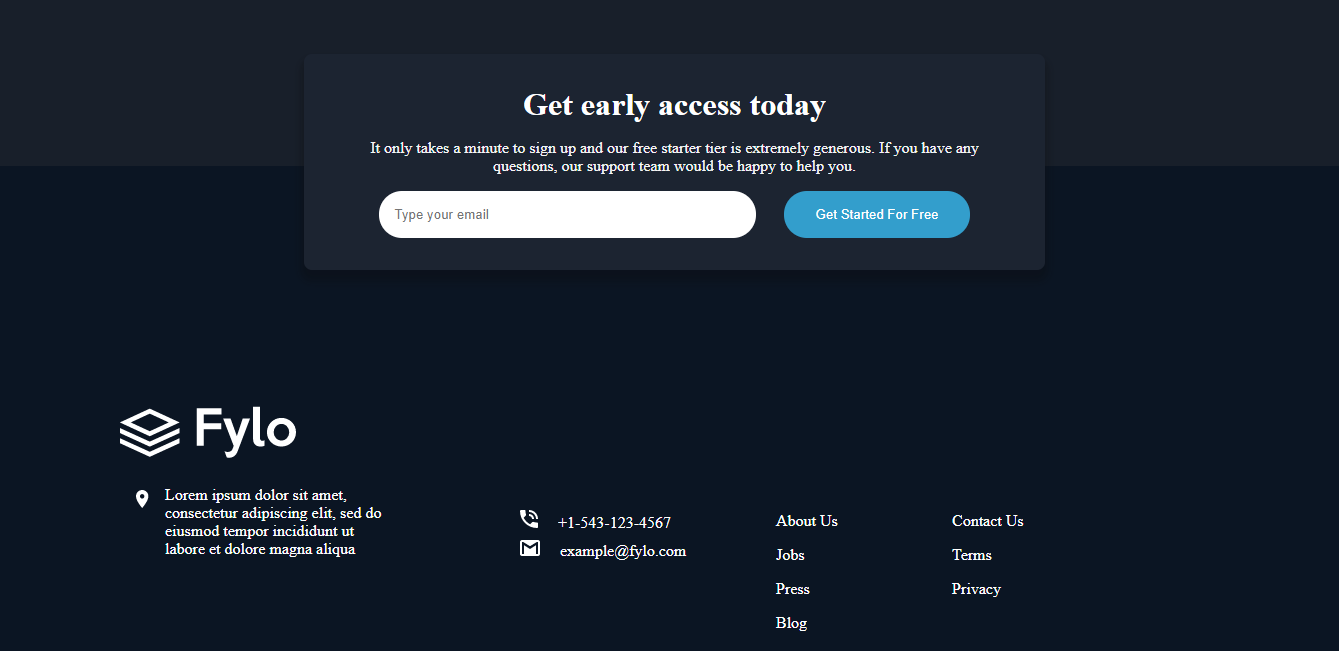 Get early access today
It only takes a minute to sign up and our free starter tier is extremely generous. If you have any
questions, our support team would be happy to help you.
Type your email
Get Started For Free
Fylo
Lorem ipsum dolor sit amet,
consectetur adipiscing elit, sed do
eiusmod tempor incididunt ut
labore et dolore magna aliqua
+1-543-123-4567
example@fylo.com
About Us
Jobs
Press
Blog
Contact Us
Terms
Privacy